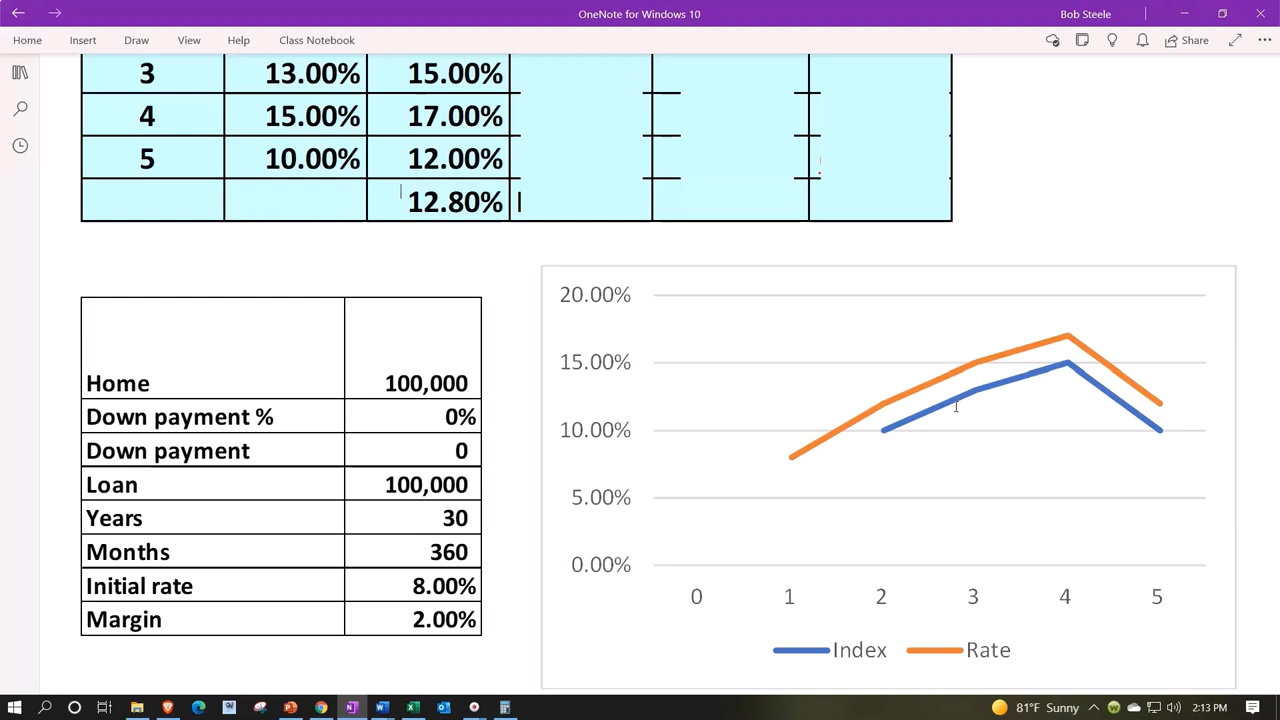 OneNote for Windows 10
Bob Steele
Home Insert Draw View Help Class Notebook
Share
3 13.00% 15.00%
4 15.00% 17.00%
5 10.00% 12.00%
12.80%
Home 100,000
Down payment % 0%
Down payment 0
Loan 100,000
Years 30
Months 360
Initial rate 8.00%
Margin 2.00%
20.00%
15.00%
10.00%
5.00%
0.00%
0 1 2 3 4 5
Index Rate
81°F Sunny
2:13 PM